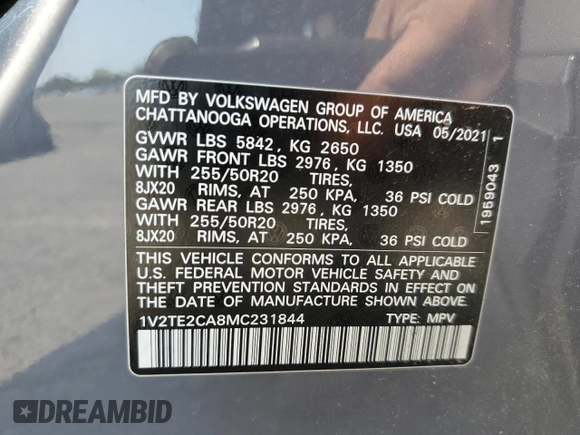 MFD BY VOLKSWAGEN GROUP OF AMERICA
CHATTANOOGA OPERATIONS, LLC. USA 05/2021
GVWR LBS 5842, KG 2650
GAWR FRONT LBS 2976, KG 1350
WITH 255/50R20 TIRES,
8JX20 RIMS, AT 250 KPA, 36 PSI COLD
GAWR REAR LBS 2976, KG 1350
WITH 255/50R20 TIRES,
8JX20 RIMS, AT 250 KPA, 36 PSI COLD
THIS VEHICLE CONFORMS TO ALL APPLICABLE
U.S. FEDERAL MOTOR VEHICLE SAFETY AND
THEFT PREVENTION STANDARDS IN EFFECT ON
THE DATE OF MANUFACTURE SHOWN ABOVE.
1V2TE2CA8MC231844 TYPE: MPV
1959043 1
DREAMBID